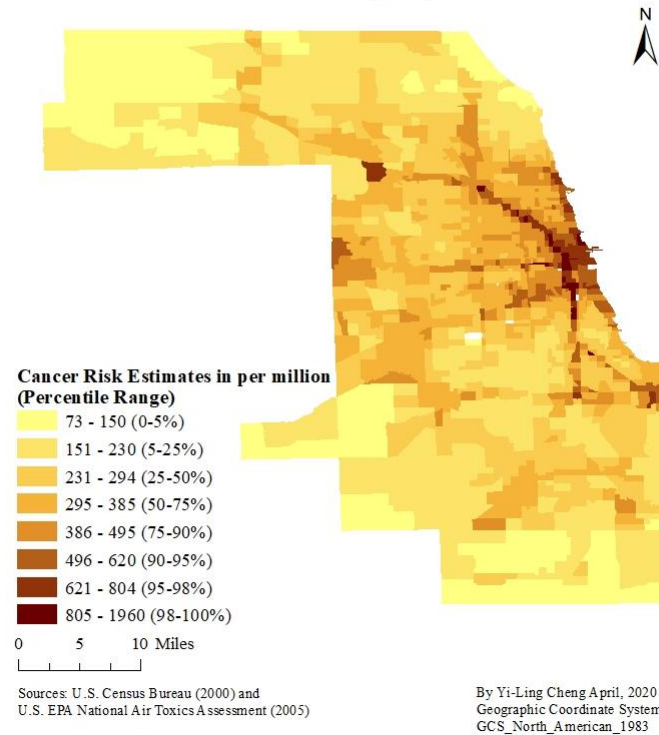 N
Cancer Risk Estimates in per million
(Percentile Range)
73 - 150 (0-5%)
151 - 230 (5-25%)
231 - 294 (25-50%)
295 - 385 (50-75%)
386 - 495 (75-90%)
496 - 620 (90-95%)
621 - 804 (95-98%)
805 - 1960 (98-100%)
0 5 10 Miles
Sources: U.S. Census Bureau (2000) and
U.S. EPA National Air Toxics Assessment (2005)
By Yi-Ling Cheng April, 2020
Geographic Coordinate System
GCS_North_American_1983